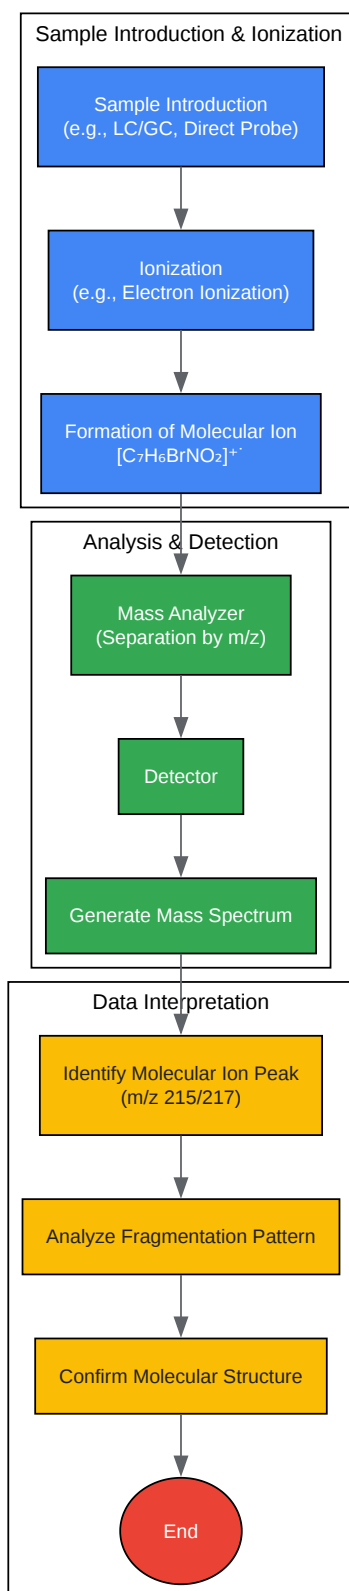 Sample Introduction & Ionization
Sample Introduction
(e.g., LC/GC, Direct Probe)
Ionization
(e.g., Electron Ionization)
Formation of Molecular Ion
[C₇H₆BrNO₂]⁺˙
Analysis & Detection
Mass Analyzer
(Separation by m/z)
Detector
Generate Mass Spectrum
Data Interpretation
Identify Molecular Ion Peak
(m/z 215/217)
Analyze Fragmentation Pattern
Confirm Molecular Structure
End